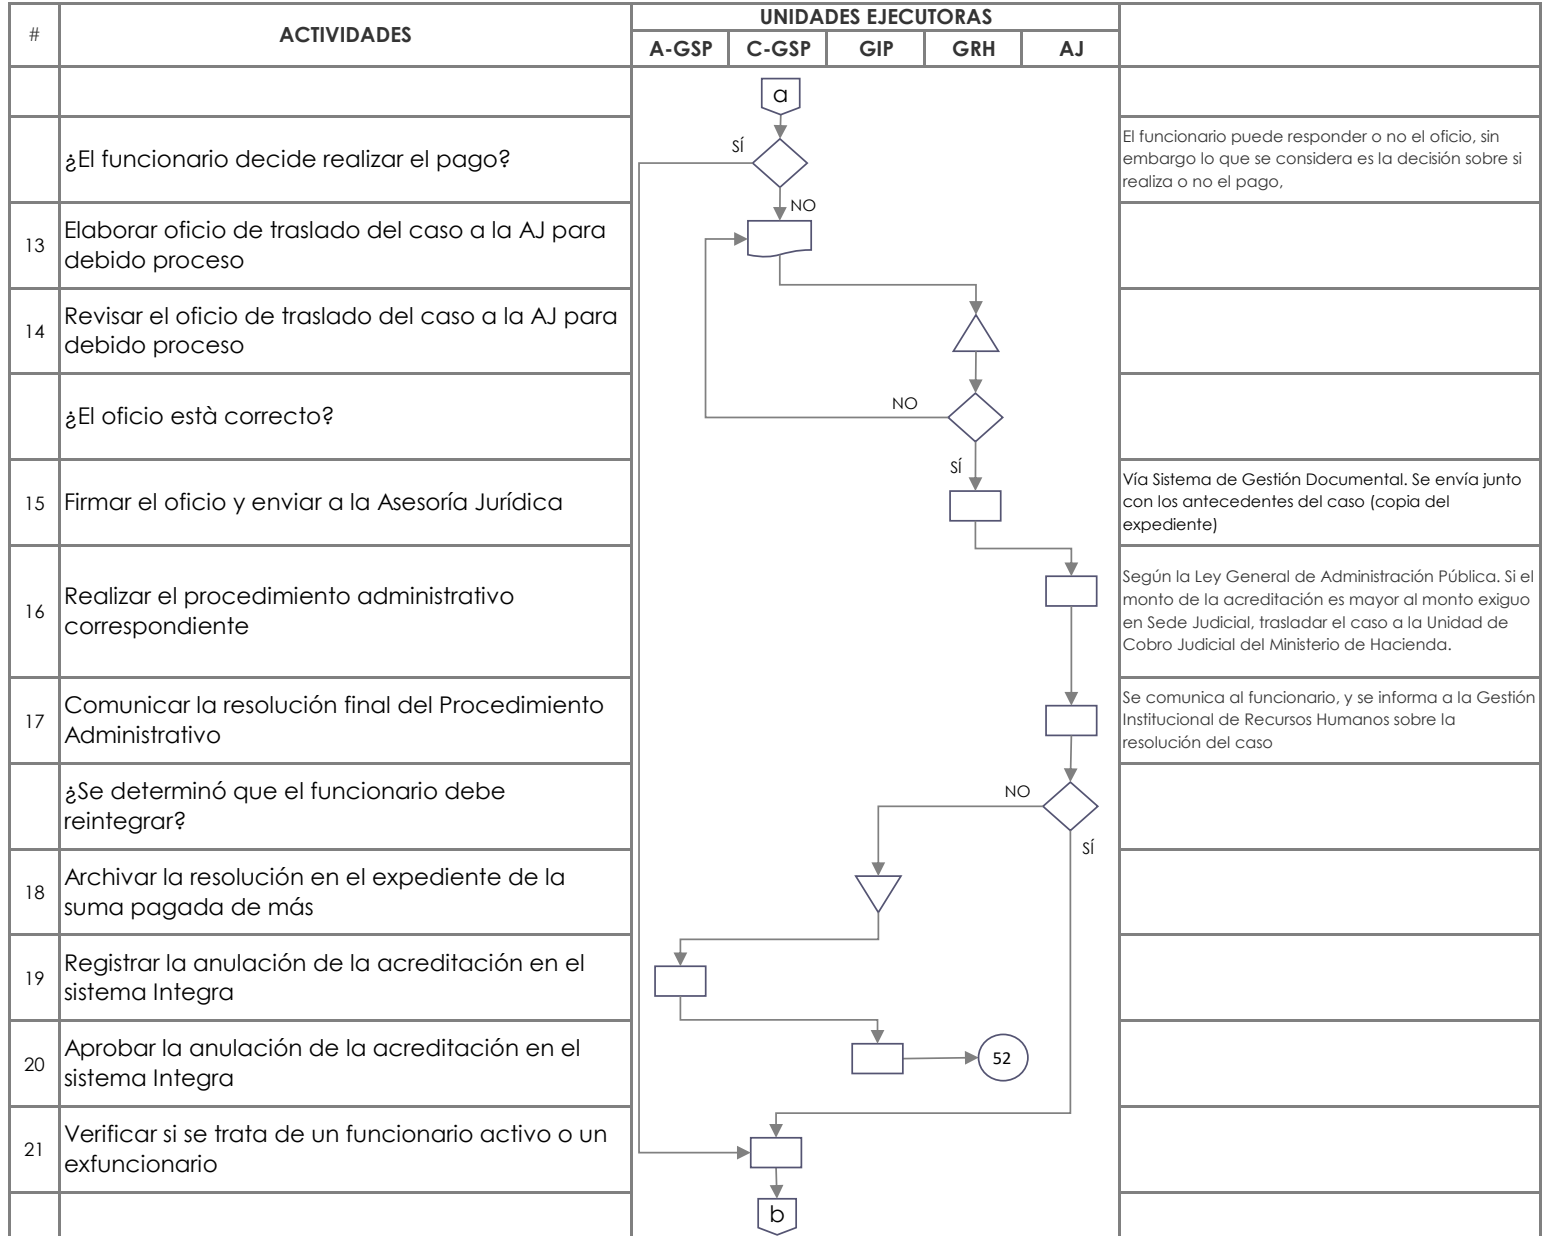 #
ACTIVIDADES
UNIDADES EJECUTORAS
A-GSP
C-GSP
GIP
GRH
AJ
a
¿El funcionario decide realizar el pago?
SÍ
NO
El funcionario puede responder o no el oficio, sin
embargo lo que se considera es la decisión sobre si
realiza o no el pago,
13
Elaborar oficio de traslado del caso a la AJ para
debido proceso
14
Revisar el oficio de traslado del caso a la AJ para
debido proceso
¿El oficio està correcto?
NO
SÍ
15
Firmar el oficio y enviar a la Asesoría Jurídica
Vía Sistema de Gestión Documental. Se envía junto
con los antecedentes del caso (copia del
expediente)
16
Realizar el procedimiento administrativo
correspondiente
Según la Ley General de Administración Pública. Si el
monto de la acreditación es mayor al monto exiguo
en Sede Judicial, trasladar el caso a la Unidad de
Cobro Judicial del Ministerio de Hacienda.
17
Comunicar la resolución final del Procedimiento
Administrativo
Se comunica al funcionario, y se informa a la Gestión
Institucional de Recursos Humanos sobre la
resolución del caso
¿Se determinó que el funcionario debe
reintegrar?
NO
SÍ
18
Archivar la resolución en el expediente de la
suma pagada de más
19
Registrar la anulación de la acreditación en el
sistema Integra
20
Aprobar la anulación de la acreditación en el
sistema Integra
52
21
Verificar si se trata de un funcionario activo o un
exfuncionario
b